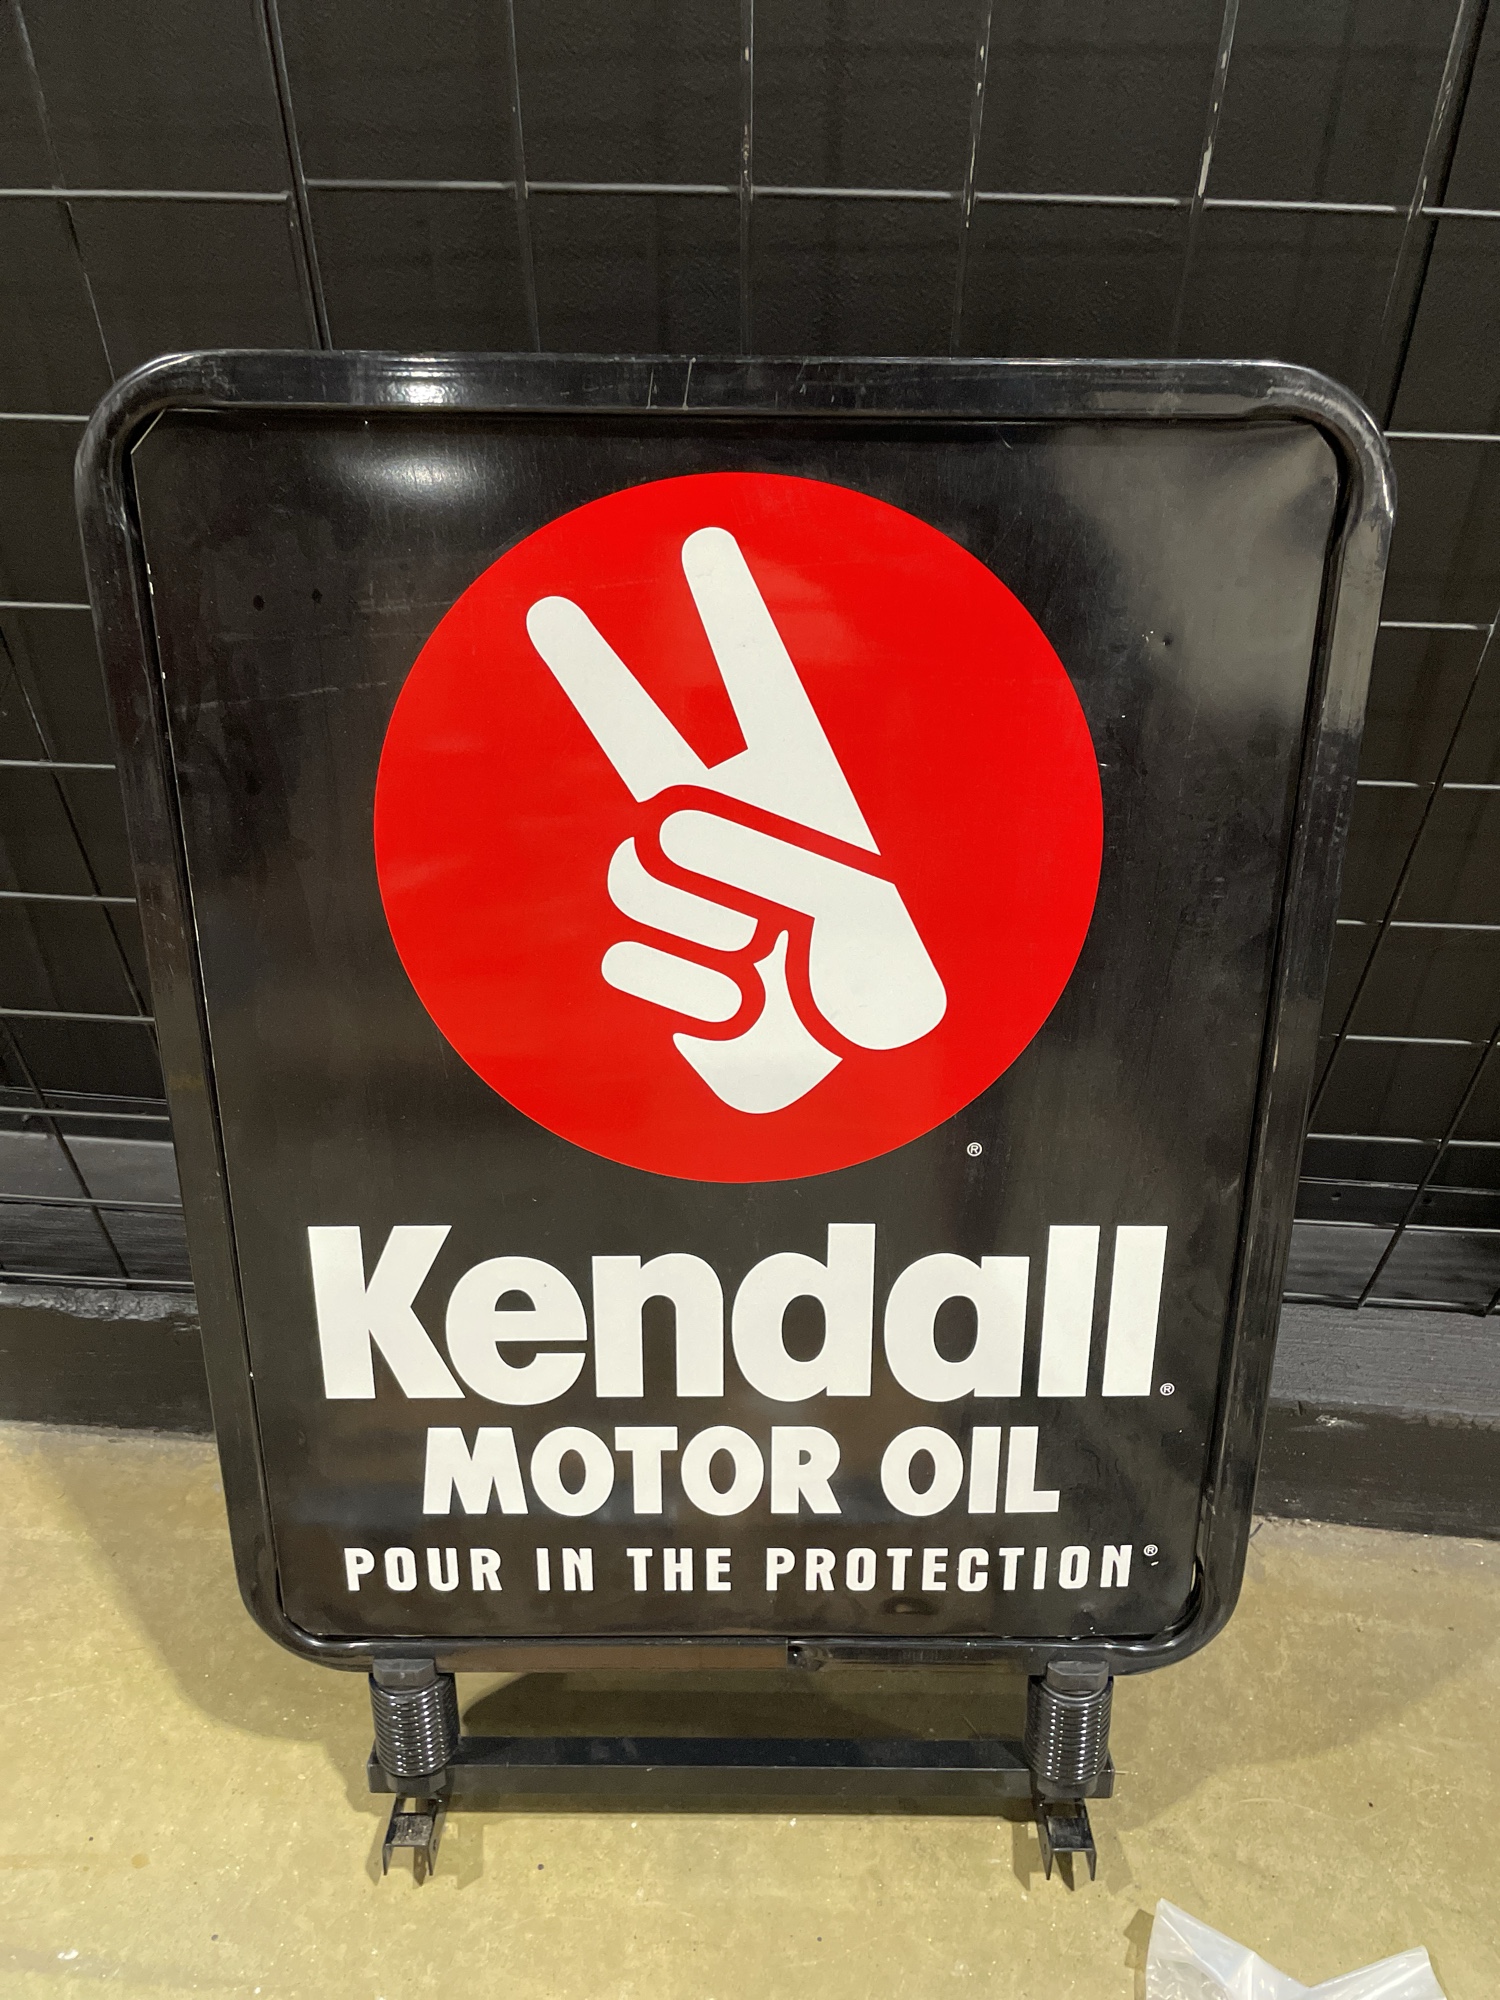 ®
Kendall®
MOTOR OIL
POUR IN THE PROTECTION®